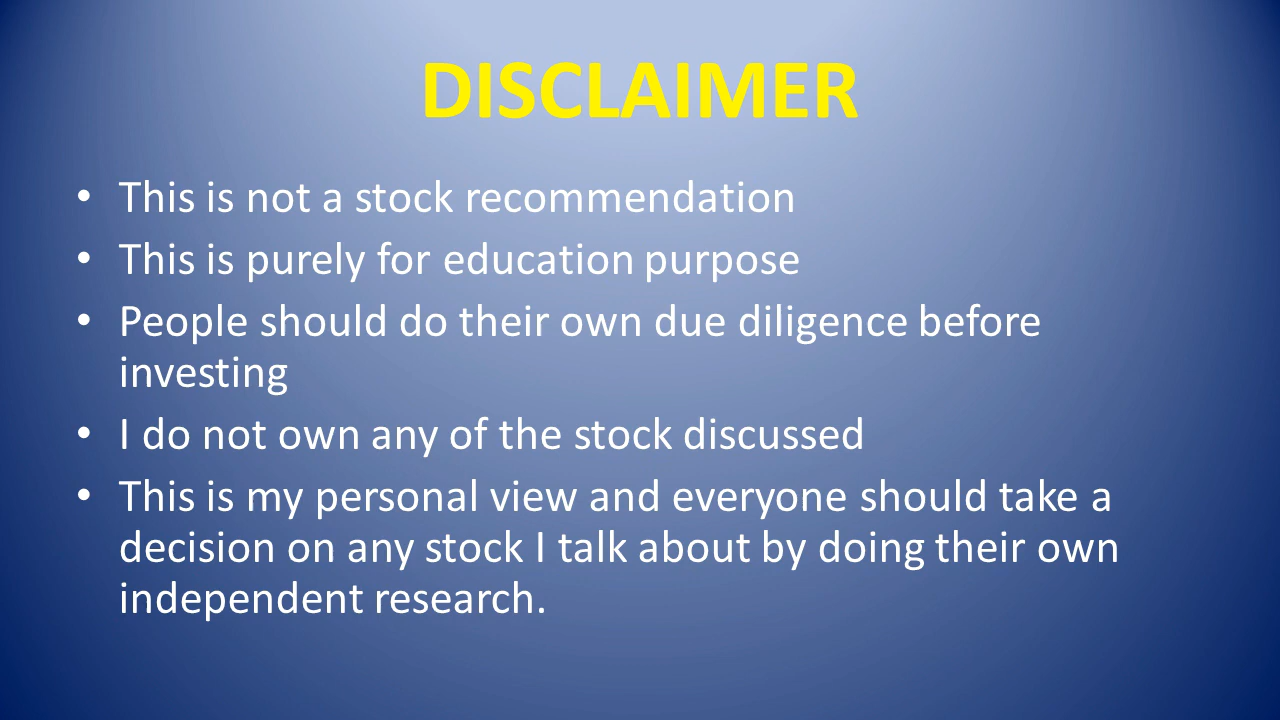 DISCLAIMER
• This is not a stock recommendation
• This is purely for education purpose
• People should do their own due diligence before
investing
• I do not own any of the stock discussed
• This is my personal view and everyone should take a
decision on any stock I talk about by doing their own
independent research.